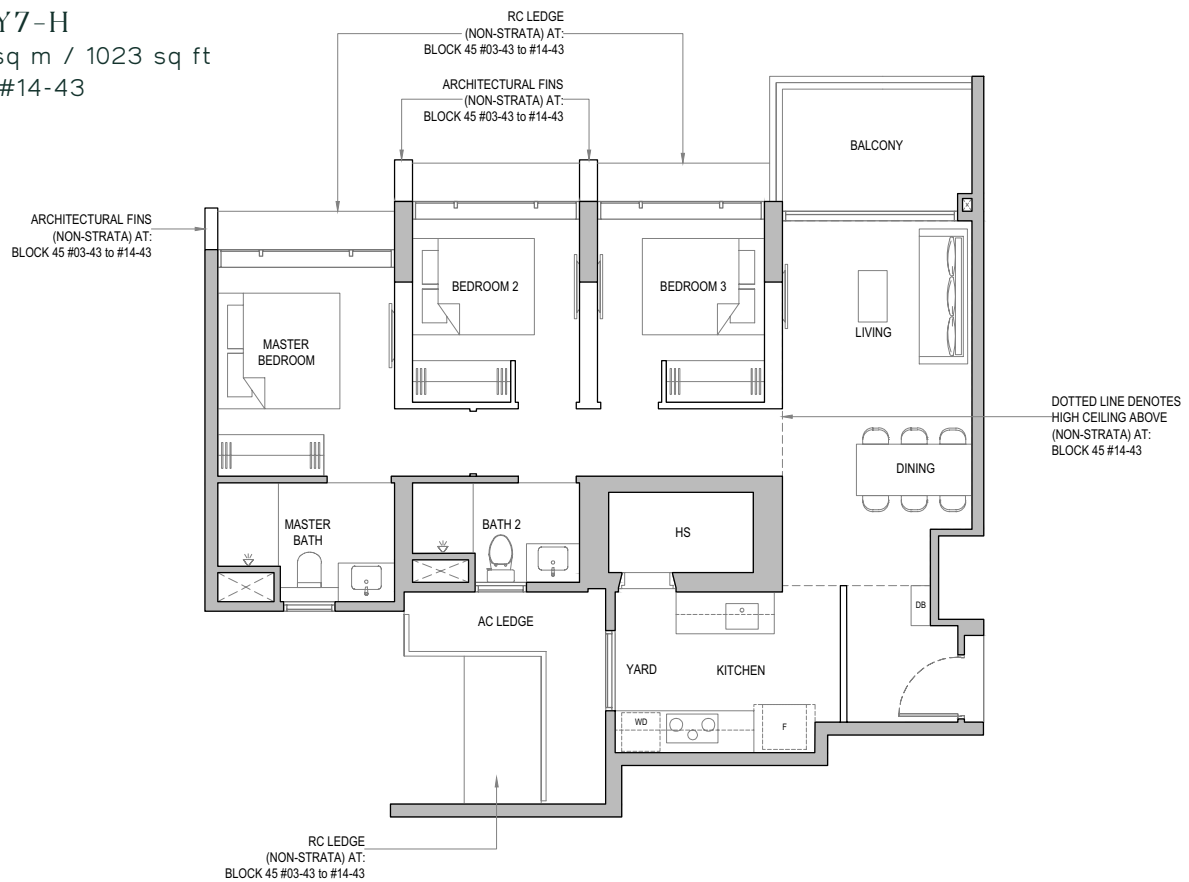 Y7-H
sq m / 1023 sq ft
#14-43
RC LEDGE
(NON-STRATA) AT:
BLOCK 45 #03-43 to #14-43
ARCHITECTURAL FINS
(NON-STRATA) AT:
BLOCK 45 #03-43 to #14-43
BALCONY
ARCHITECTURAL FINS
(NON-STRATA) AT:
BLOCK 45 #03-43 to #14-43
BEDROOM 2
BEDROOM 3
MASTER
BEDROOM
LIVING
DOTTED LINE DENOTES
HIGH CEILING ABOVE
(NON-STRATA) AT:
BLOCK 45 #14-43
DINING
MASTER
BATH
BATH 2
HS
DB
AC LEDGE
YARD
KITCHEN
WD
F
RC LEDGE
(NON-STRATA) AT:
BLOCK 45 #03-43 to #14-43